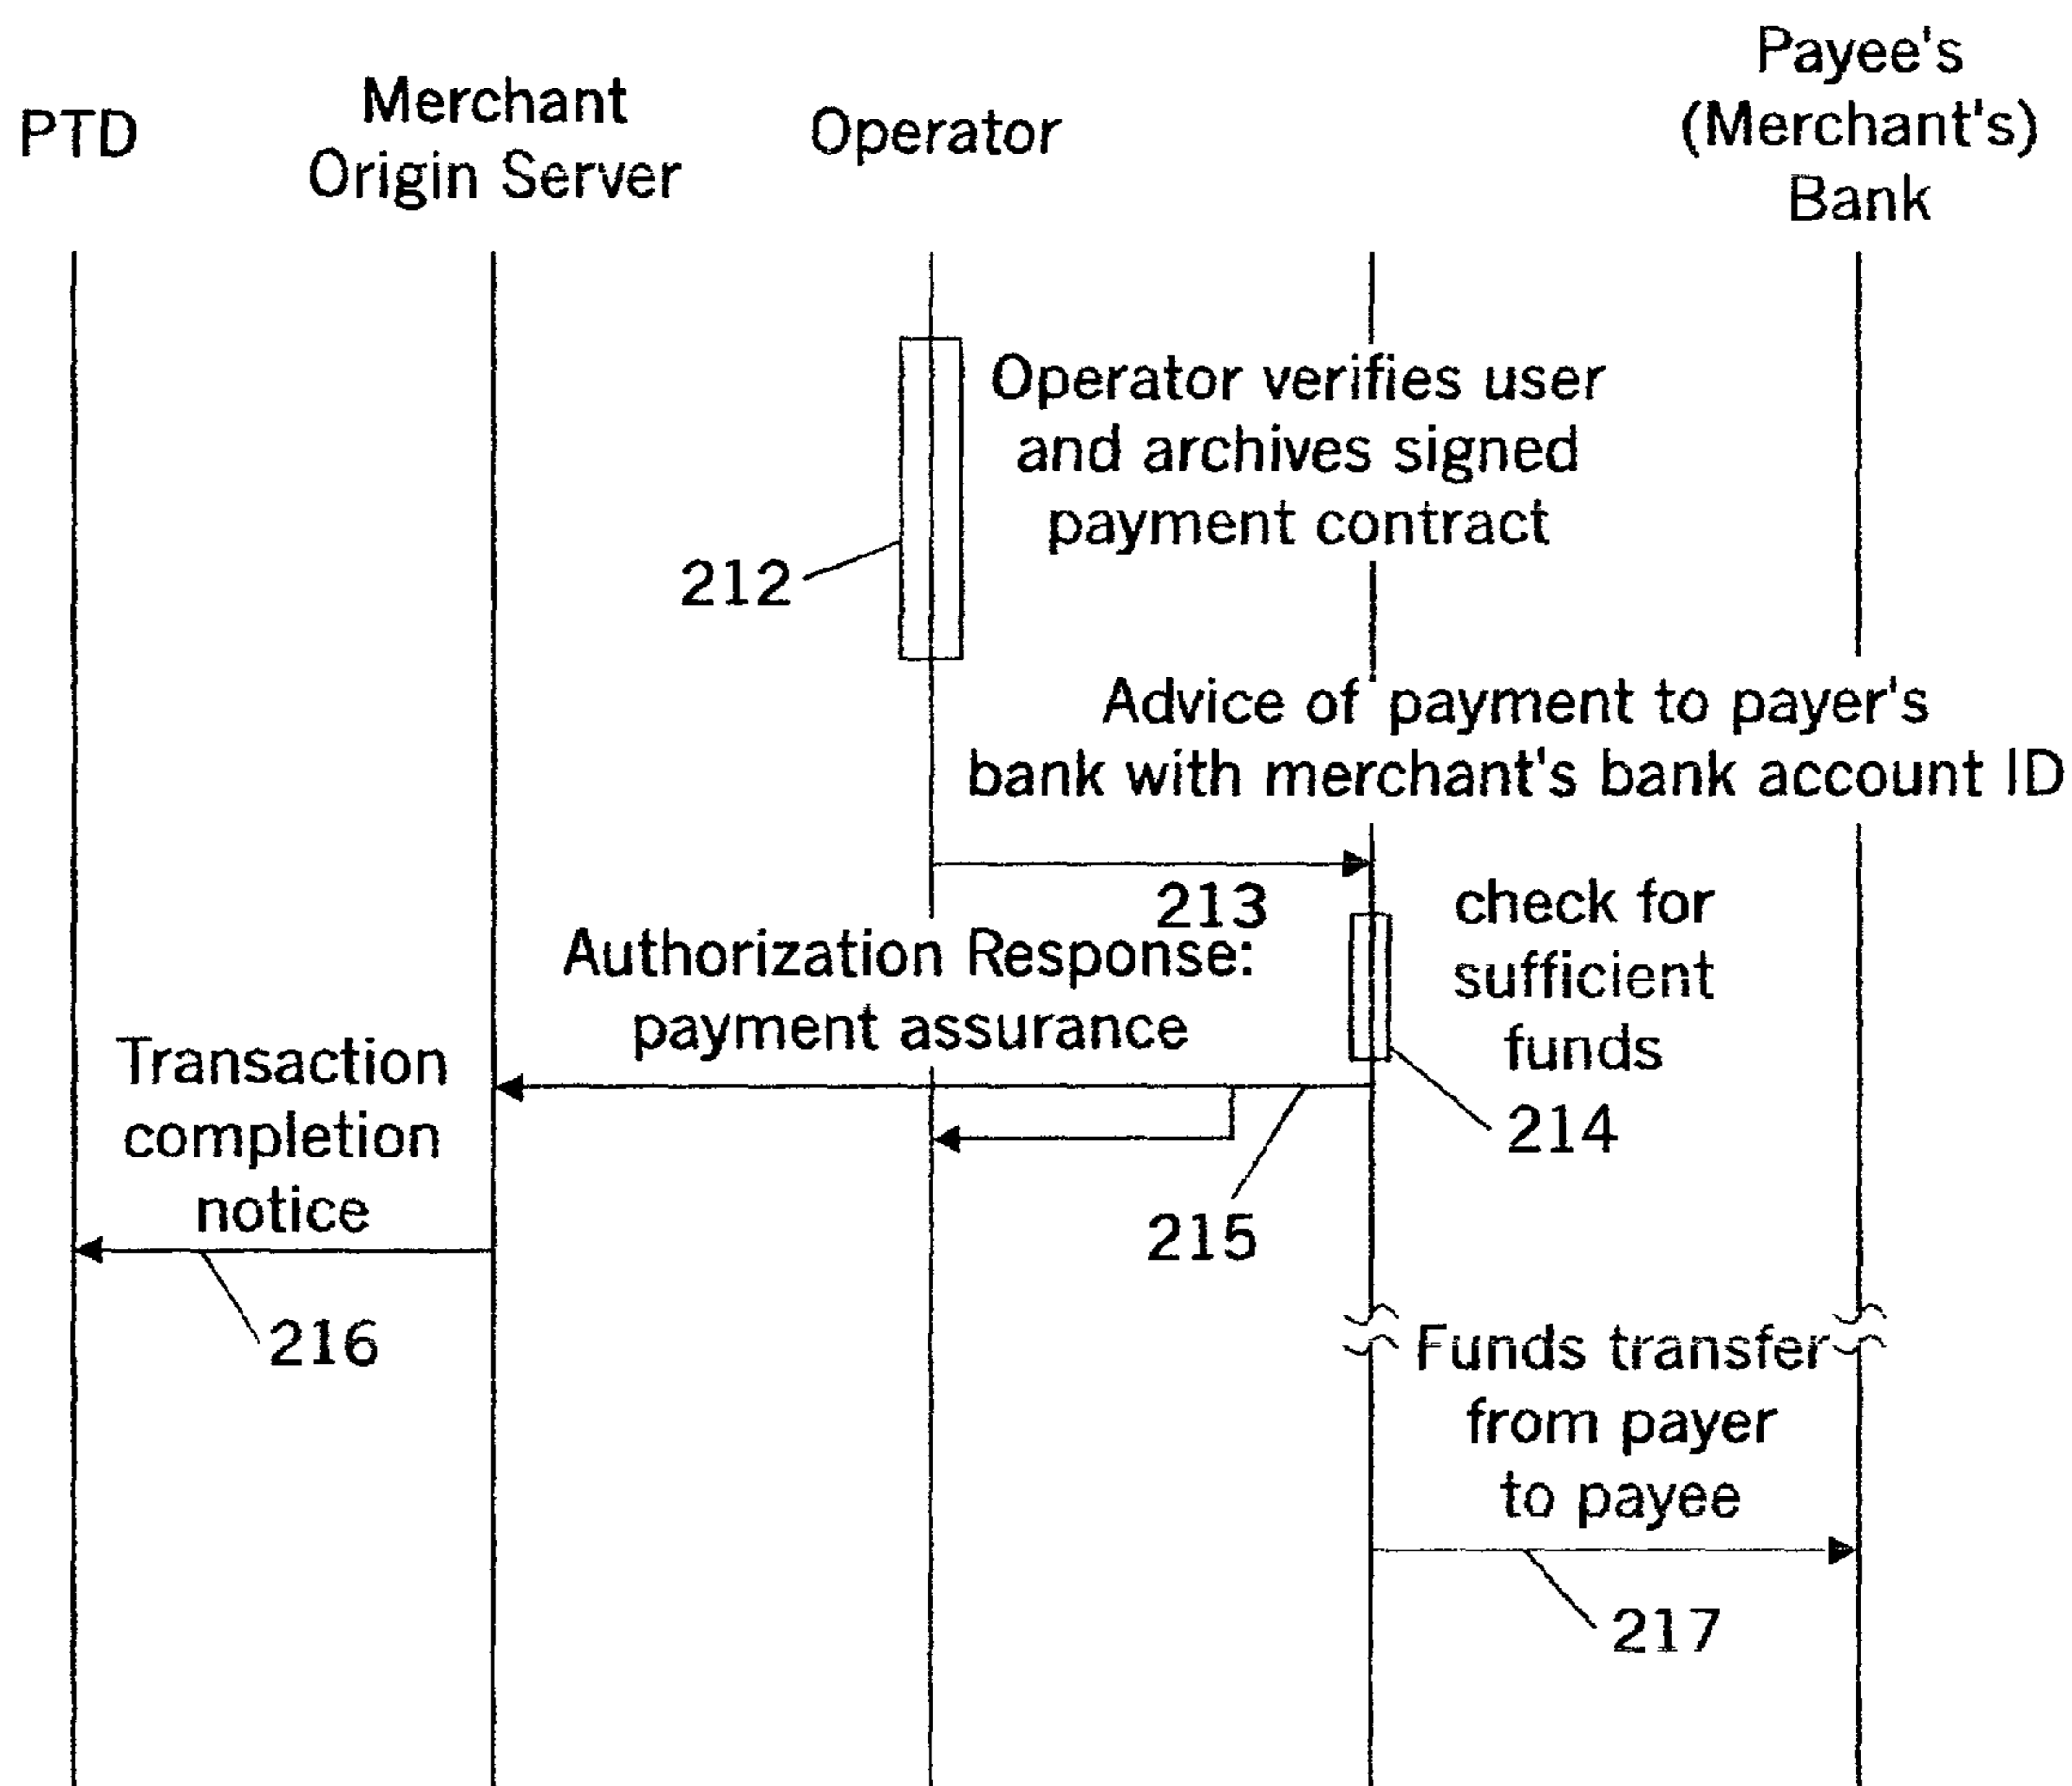 PTD
Merchant
Origin Server
Operator
Payee's
(Merchant's)
Bank
Operator verifies user
and archives signed
payment contract
212
Advice of payment to payer's
bank with merchant's bank account ID
213
check for
sufficient
funds
214
Authorization Response:
payment assurance
215
Transaction
completion
notice
216
Funds transfer
from payer
to payee
217